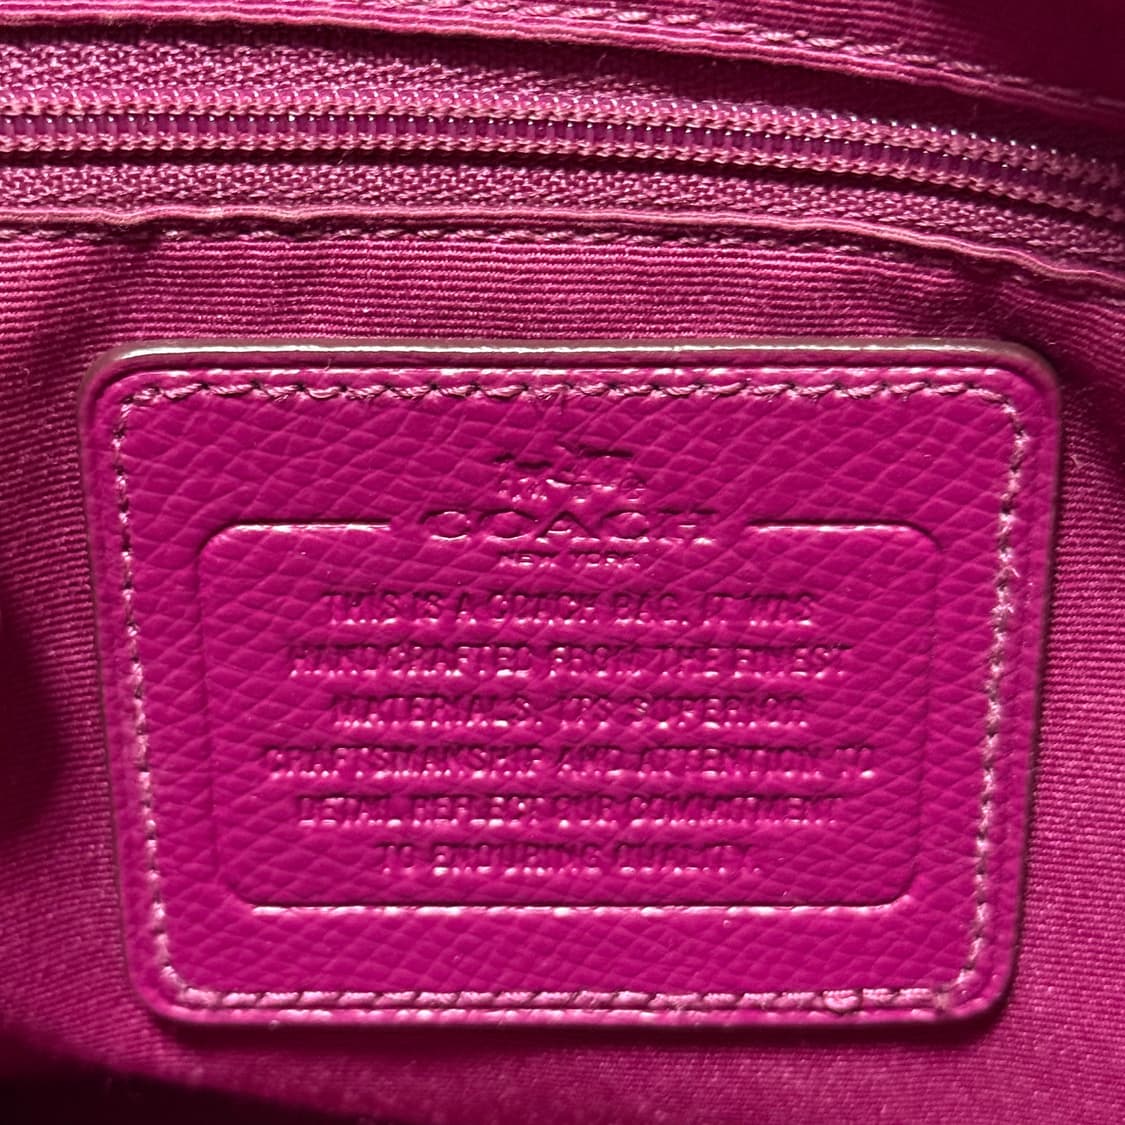 COACH
NEW YORK
THIS IS A COACH BAG. IT WAS
HANDCRAFTED FROM THE FINEST
MATERIALS. ITS SUPERIOR
CRAFTSMANSHIP AND ATTENTION TO
DETAIL REFLECT OUR COMMITMENT
TO ENDURING QUALITY.